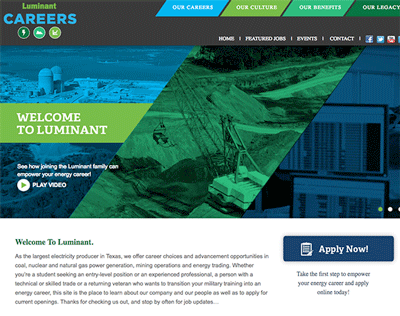 Luminant
CAREERS
OUR CAREERS
OUR CULTURE
OUR BENEFITS
OUR LEGACY
HOME | FEATURED JOBS | EVENTS | CONTACT |
WELCOME
TO LUMINANT
See how joining the Luminant family can
empower your energy career!
PLAY VIDEO
Welcome To Luminant.
As the largest electricity producer in Texas, we offer career choices and advancement opportunities in
coal, nuclear and natural gas power generation, mining operations and energy trading. Whether
you're a student seeking an entry-level position or an experienced professional, a person with a
technical or skilled trade or a returning veteran who wants to transition your military training into an
energy career, this site is the place to learn about our company and our people as well as to apply for
current openings. Thanks for checking us out, and stop by often for job updates...
Apply Now!
Take the first step to empower
your energy career and apply
online today!